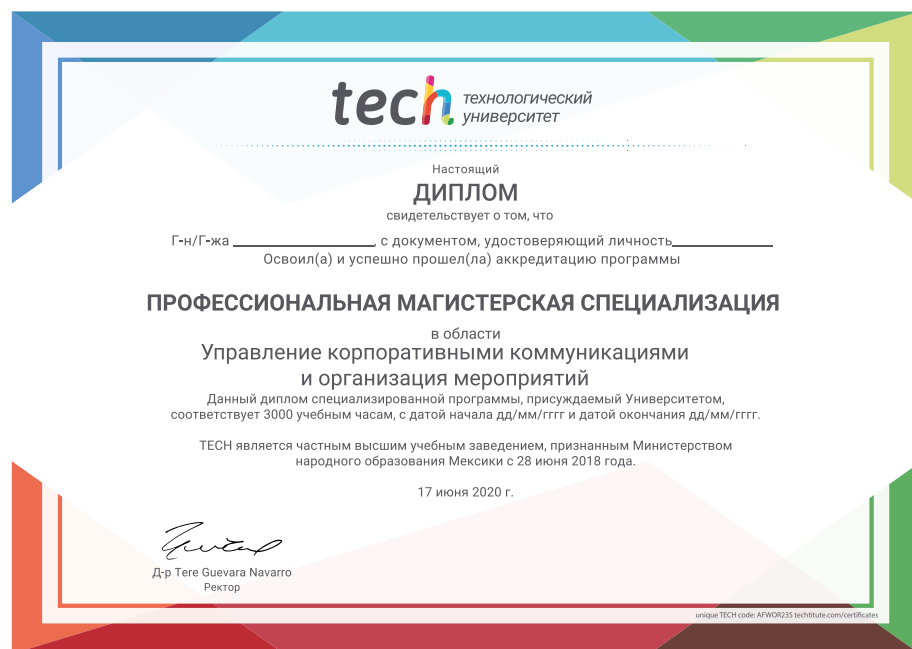 tech технологический
университет
Настоящий
ДИПЛОМ
свидетельствует о том, что
Г-н/Г-жа ________________, с документом, удостоверяющий личность____________
Освоил(а) и успешно прошел(ла) аккредитацию программы
ПРОФЕССИОНАЛЬНАЯ МАГИСТЕРСКАЯ СПЕЦИАЛИЗАЦИЯ
в области
Управление корпоративными коммуникациями
и организация мероприятий
Данный диплом специализированной программы, присуждаемый Университетом,
соответствует 3000 учебным часам, с датой начала дд/мм/гггг и датой окончания дд/мм/гггг.
TECH является частным высшим учебным заведением, признанным Министерством
народного образования Мексики с 28 июня 2018 года.
17 июня 2020 г.
Д-р Tere Guevara Navarro
Ректор
unique TECH code: AFWOR23S techtitute.com/certificates